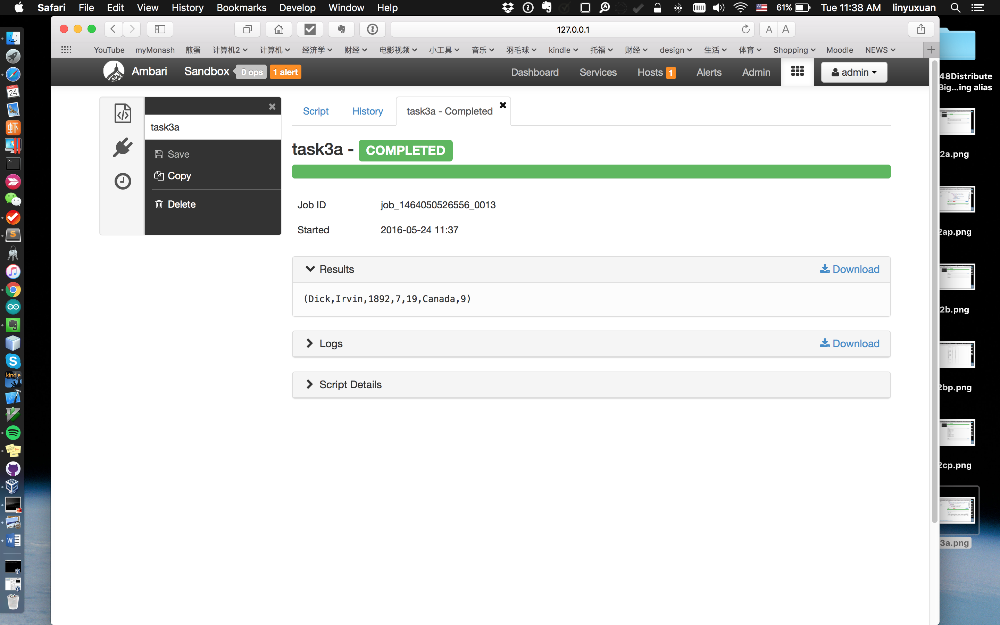 Safari File Edit View History Bookmarks Develop Window Help 61% Tue 11:38 AM linyuxuan
127.0.0.1 A A
YouTube myMonash 煎蛋 计算机2 计算机 经济学 财经 电影视频 小工具 音乐 羽毛球 kindle 托福 财经 design 生活 体育 Shopping Moodle NEWS
Ambari Sandbox 0 ops 1 alert Dashboard Services Hosts 1 Alerts Admin admin
task3a
Save
Copy
Delete
Script History task3a - Completed
task3a - COMPLETED
Job ID job_1464050526556_0013
Started 2016-05-24 11:37
Results Download
(Dick,Irvin,1892,7,19,Canada,9)
Logs Download
Script Details
48Distribute
Big...ing alias
2a.png
2ap.png
2b.png
2bp.png
2cp.png
3a.png
MAY
24
虾
kindle